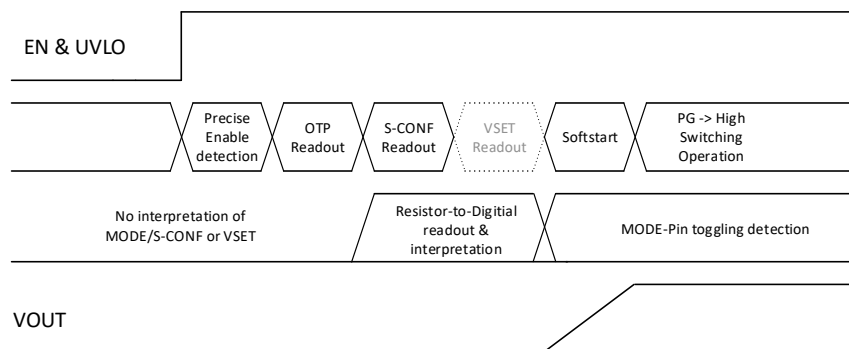 EN & UVLO
Precise
Enable
detection
OTP
Readout
S-CONF
Readout
VSET
Readout
Softstart
PG -> High
Switching
Operation
No interpretation of
MODE/S-CONF or VSET
Resistor-to-Digitial
readout &
interpretation
MODE-Pin toggling detection
VOUT